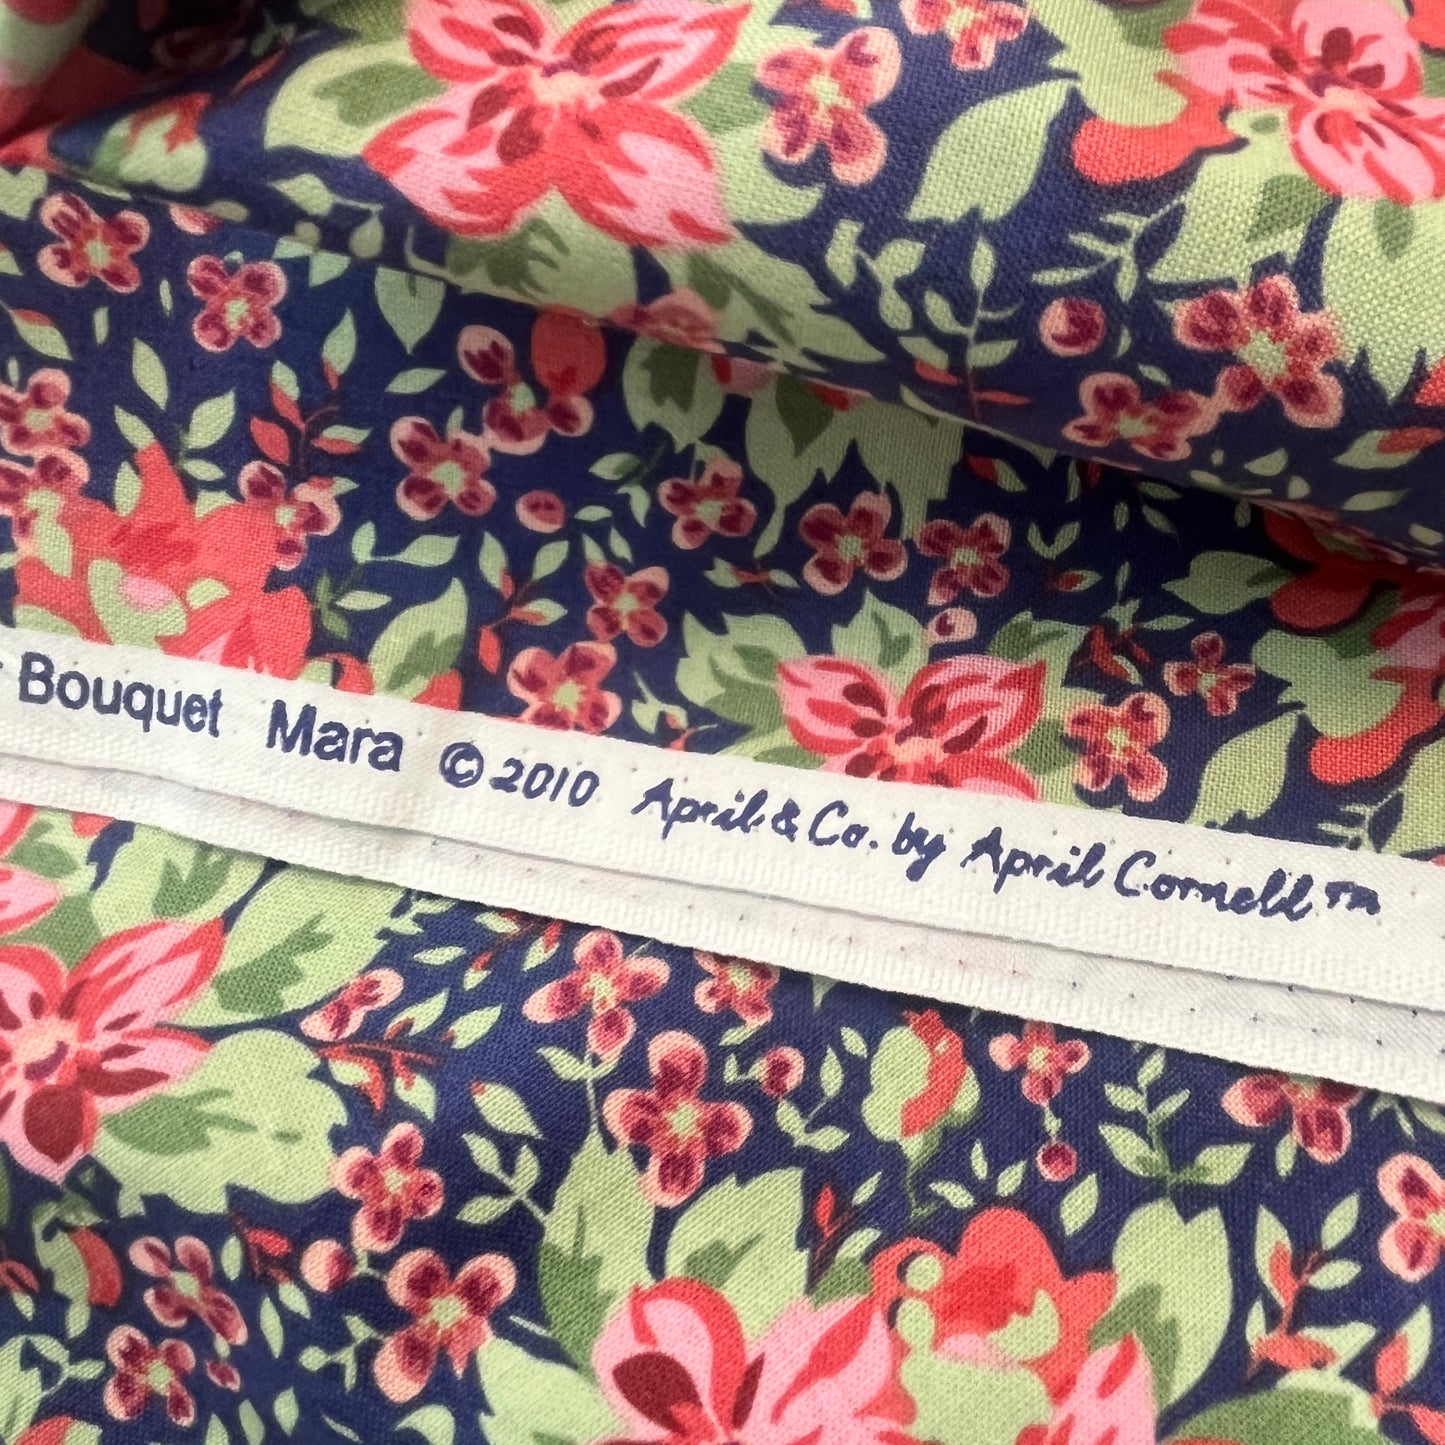 Bouquet Mara © 2010 April & Co. by April Cornell™